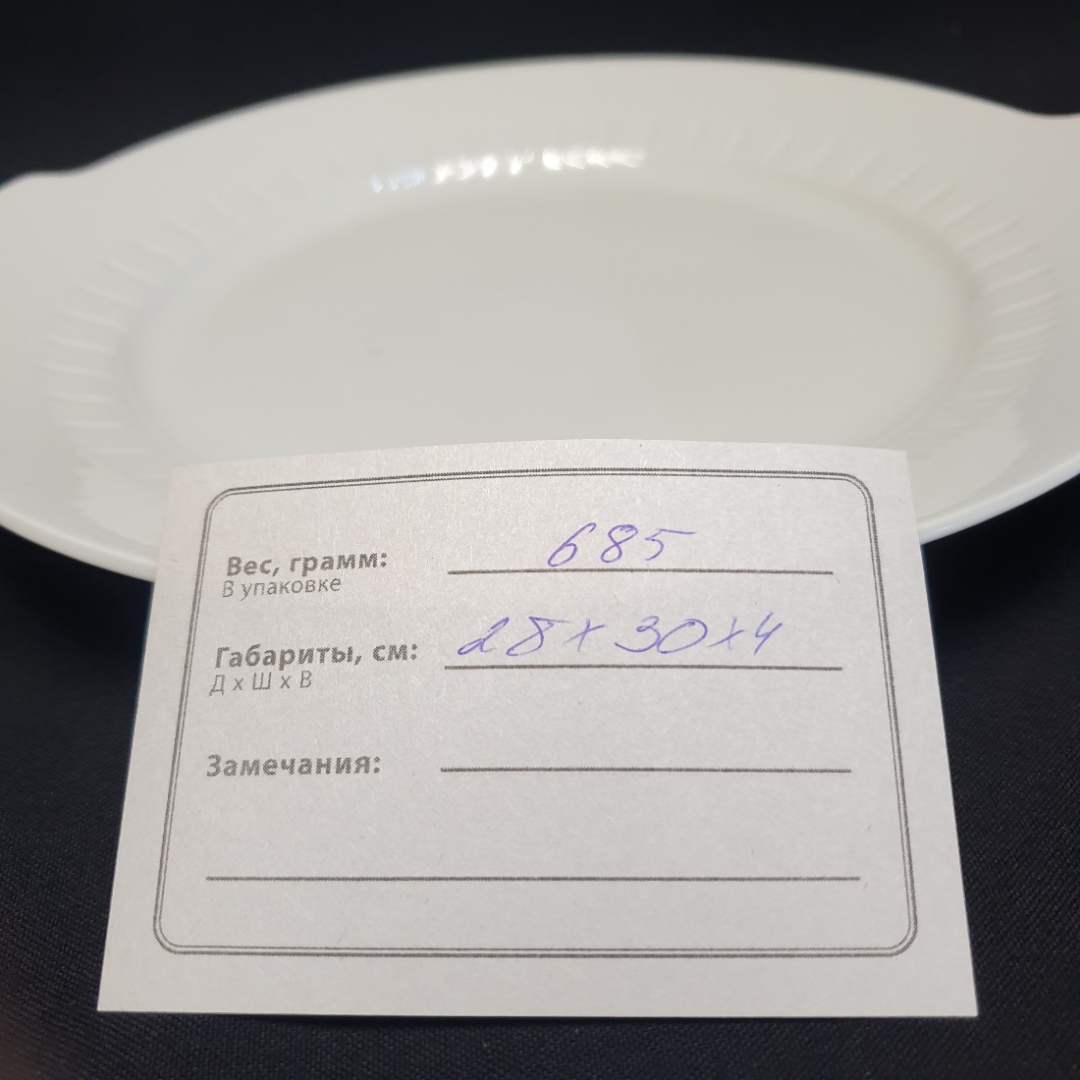 Вес, грамм: 685
В упаковке
Габариты, см: 28 x 30 x 4
Д х Ш х В
Замечания: